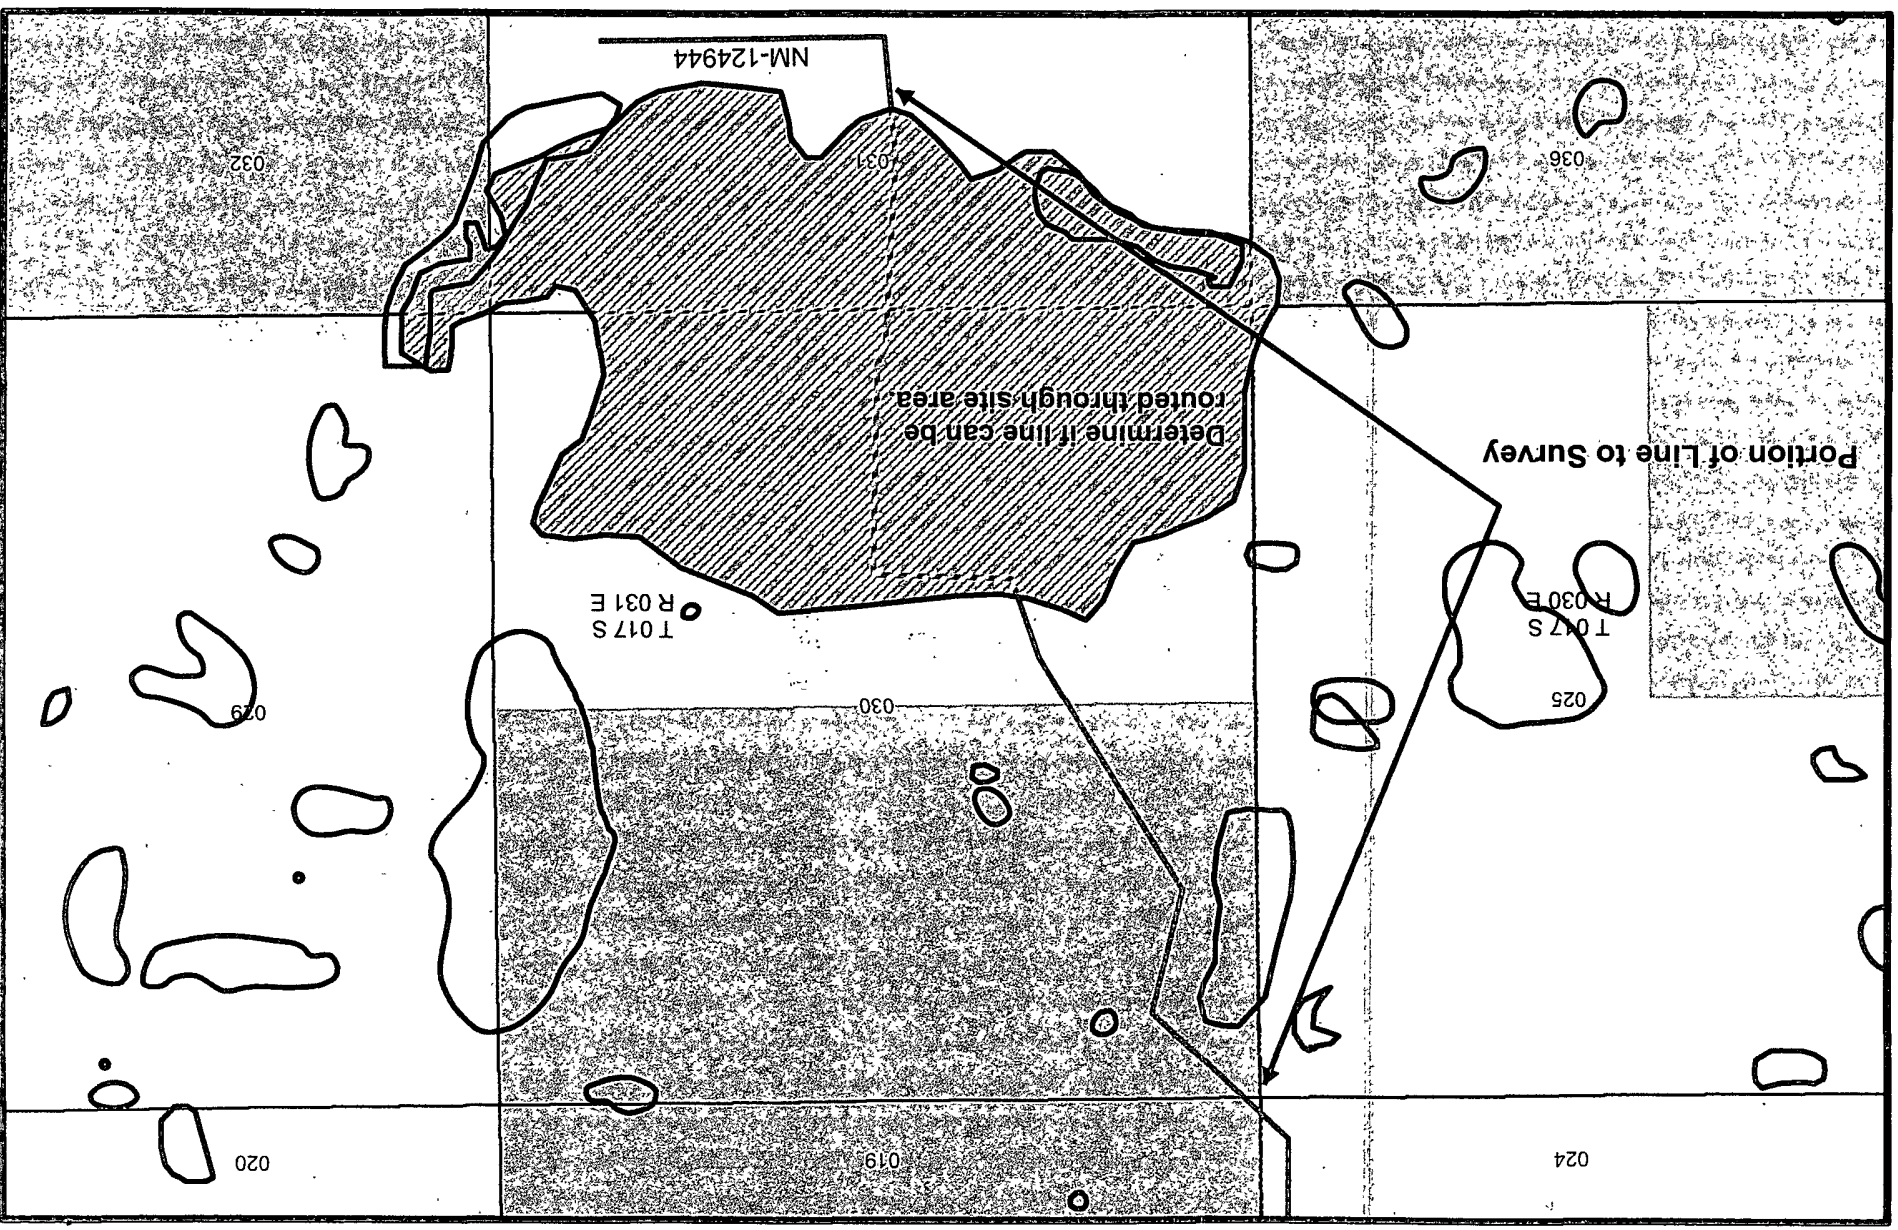 024
019
020
029
030
025
T 017 S
R 030 E
T 017 S
R 031 E
Portion of Line to Survey
Determine if line can be
routed through site area.
036
031
032
NM-124944